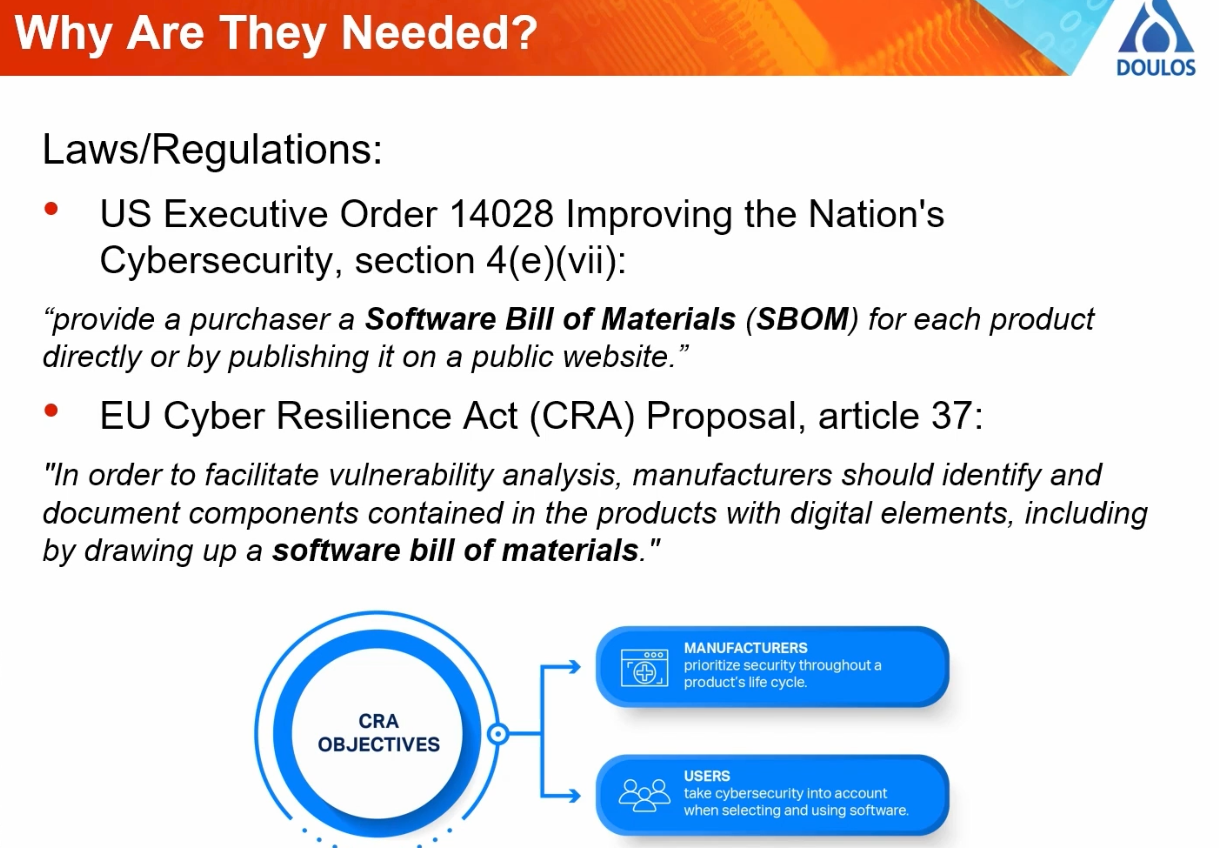 Why Are They Needed?
DOULOS
Laws/Regulations:
• US Executive Order 14028 Improving the Nation's
Cybersecurity, section 4(e)(vii):
“provide a purchaser a Software Bill of Materials (SBOM) for each product
directly or by publishing it on a public website.”
• EU Cyber Resilience Act (CRA) Proposal, article 37:
"In order to facilitate vulnerability analysis, manufacturers should identify and
document components contained in the products with digital elements, including
by drawing up a software bill of materials."
CRA
OBJECTIVES
MANUFACTURERS
prioritize security throughout a
product's life cycle.
USERS
take cybersecurity into account
when selecting and using software.